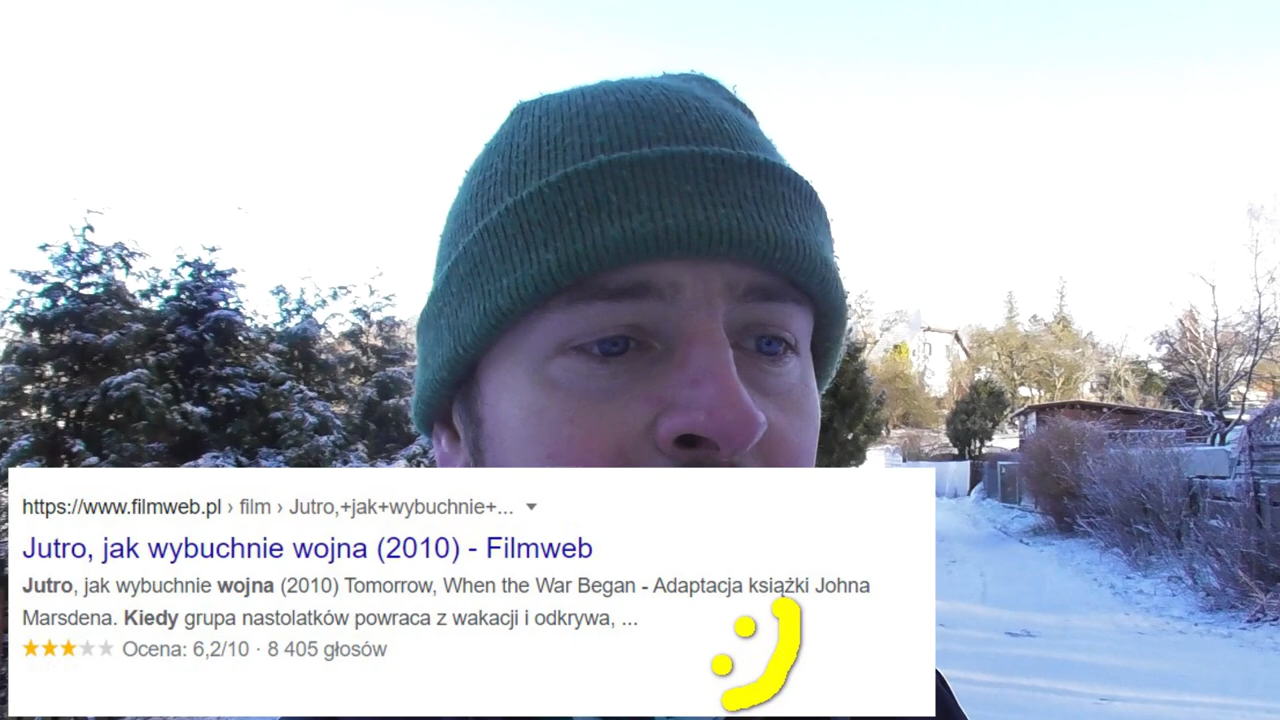 https://www.filmweb.pl › film › Jutro,+jak+wybuchnie+...
Jutro, jak wybuchnie wojna (2010) - Filmweb
Jutro, jak wybuchnie wojna (2010) Tomorrow, When the War Began - Adaptacja książki Johna
Marsdena. Kiedy grupa nastolatków powraca z wakacji i odkrywa, ...
Ocena: 6,2/10 · 8 405 głosów